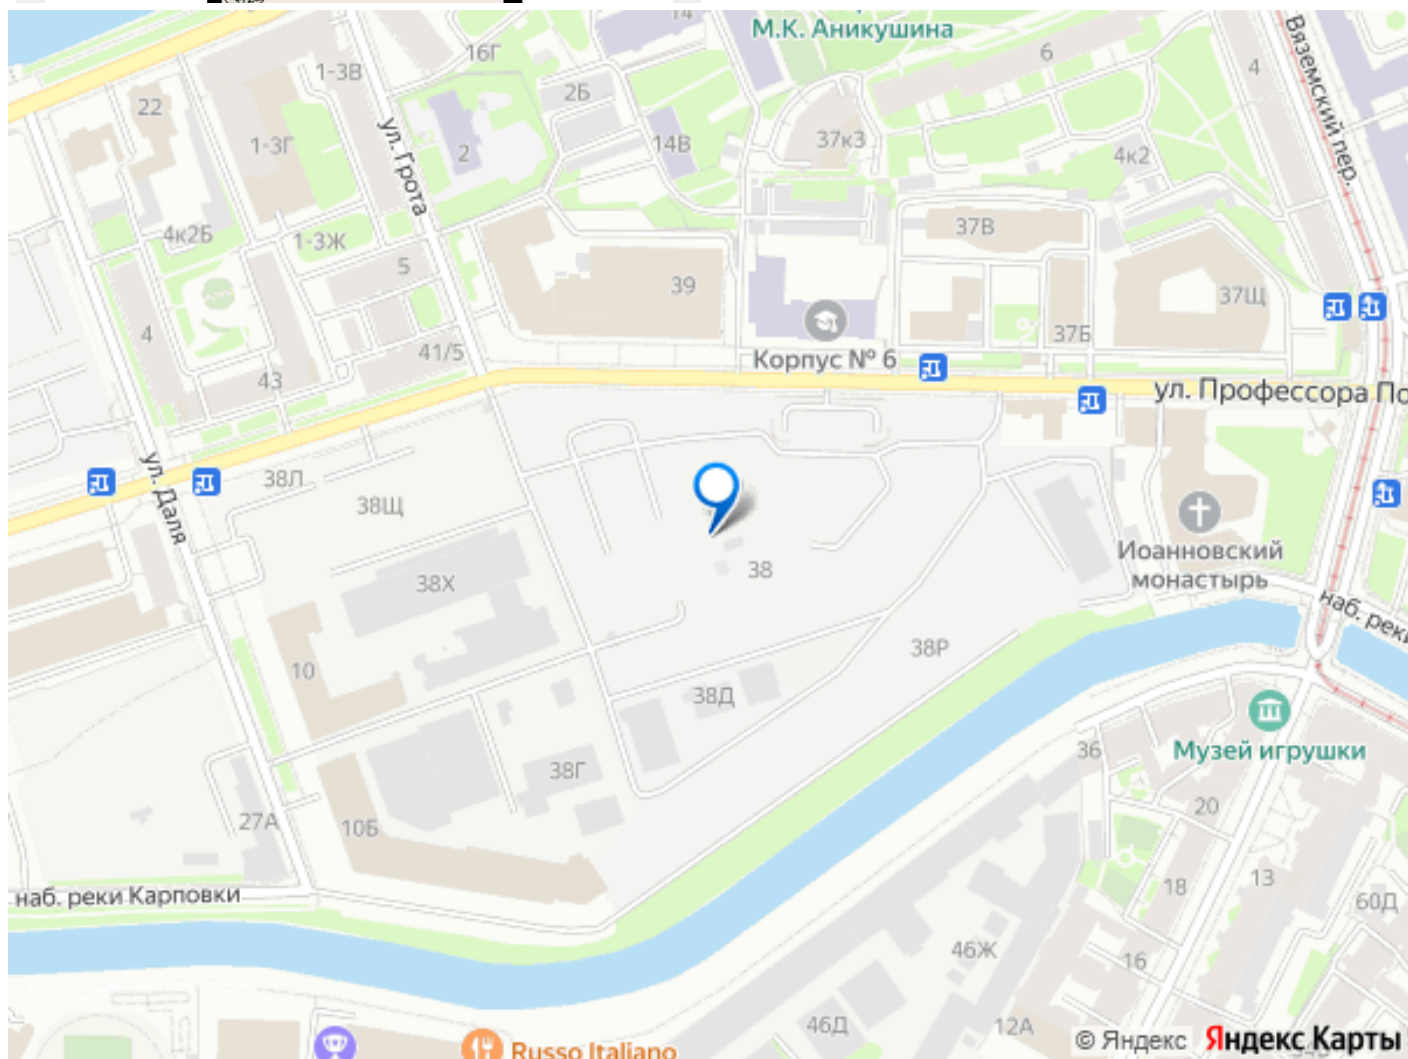 14
М.К. Аникушина
16Г
6
4
1-3В
2Б
22
Вяземский пер.
ул. Грота
1-3Г
2
14В
37к3
4к2
4к2Б
1-3Ж
37В
5
39
37Щ
4
41/5
37Б
Корпус № 6
43
ул. Профессора По
ул. Даля
38Л
38Щ
Иоанновский
монастырь
38Х
38
наб. реки
38Р
10
38Д
36
Музей игрушки
38Г
20
27А
10Б
13
18
наб. реки Карповки
60Д
46Ж
16
46Д
12А
© Яндекс
Яндекс Карты
Russo Italiano